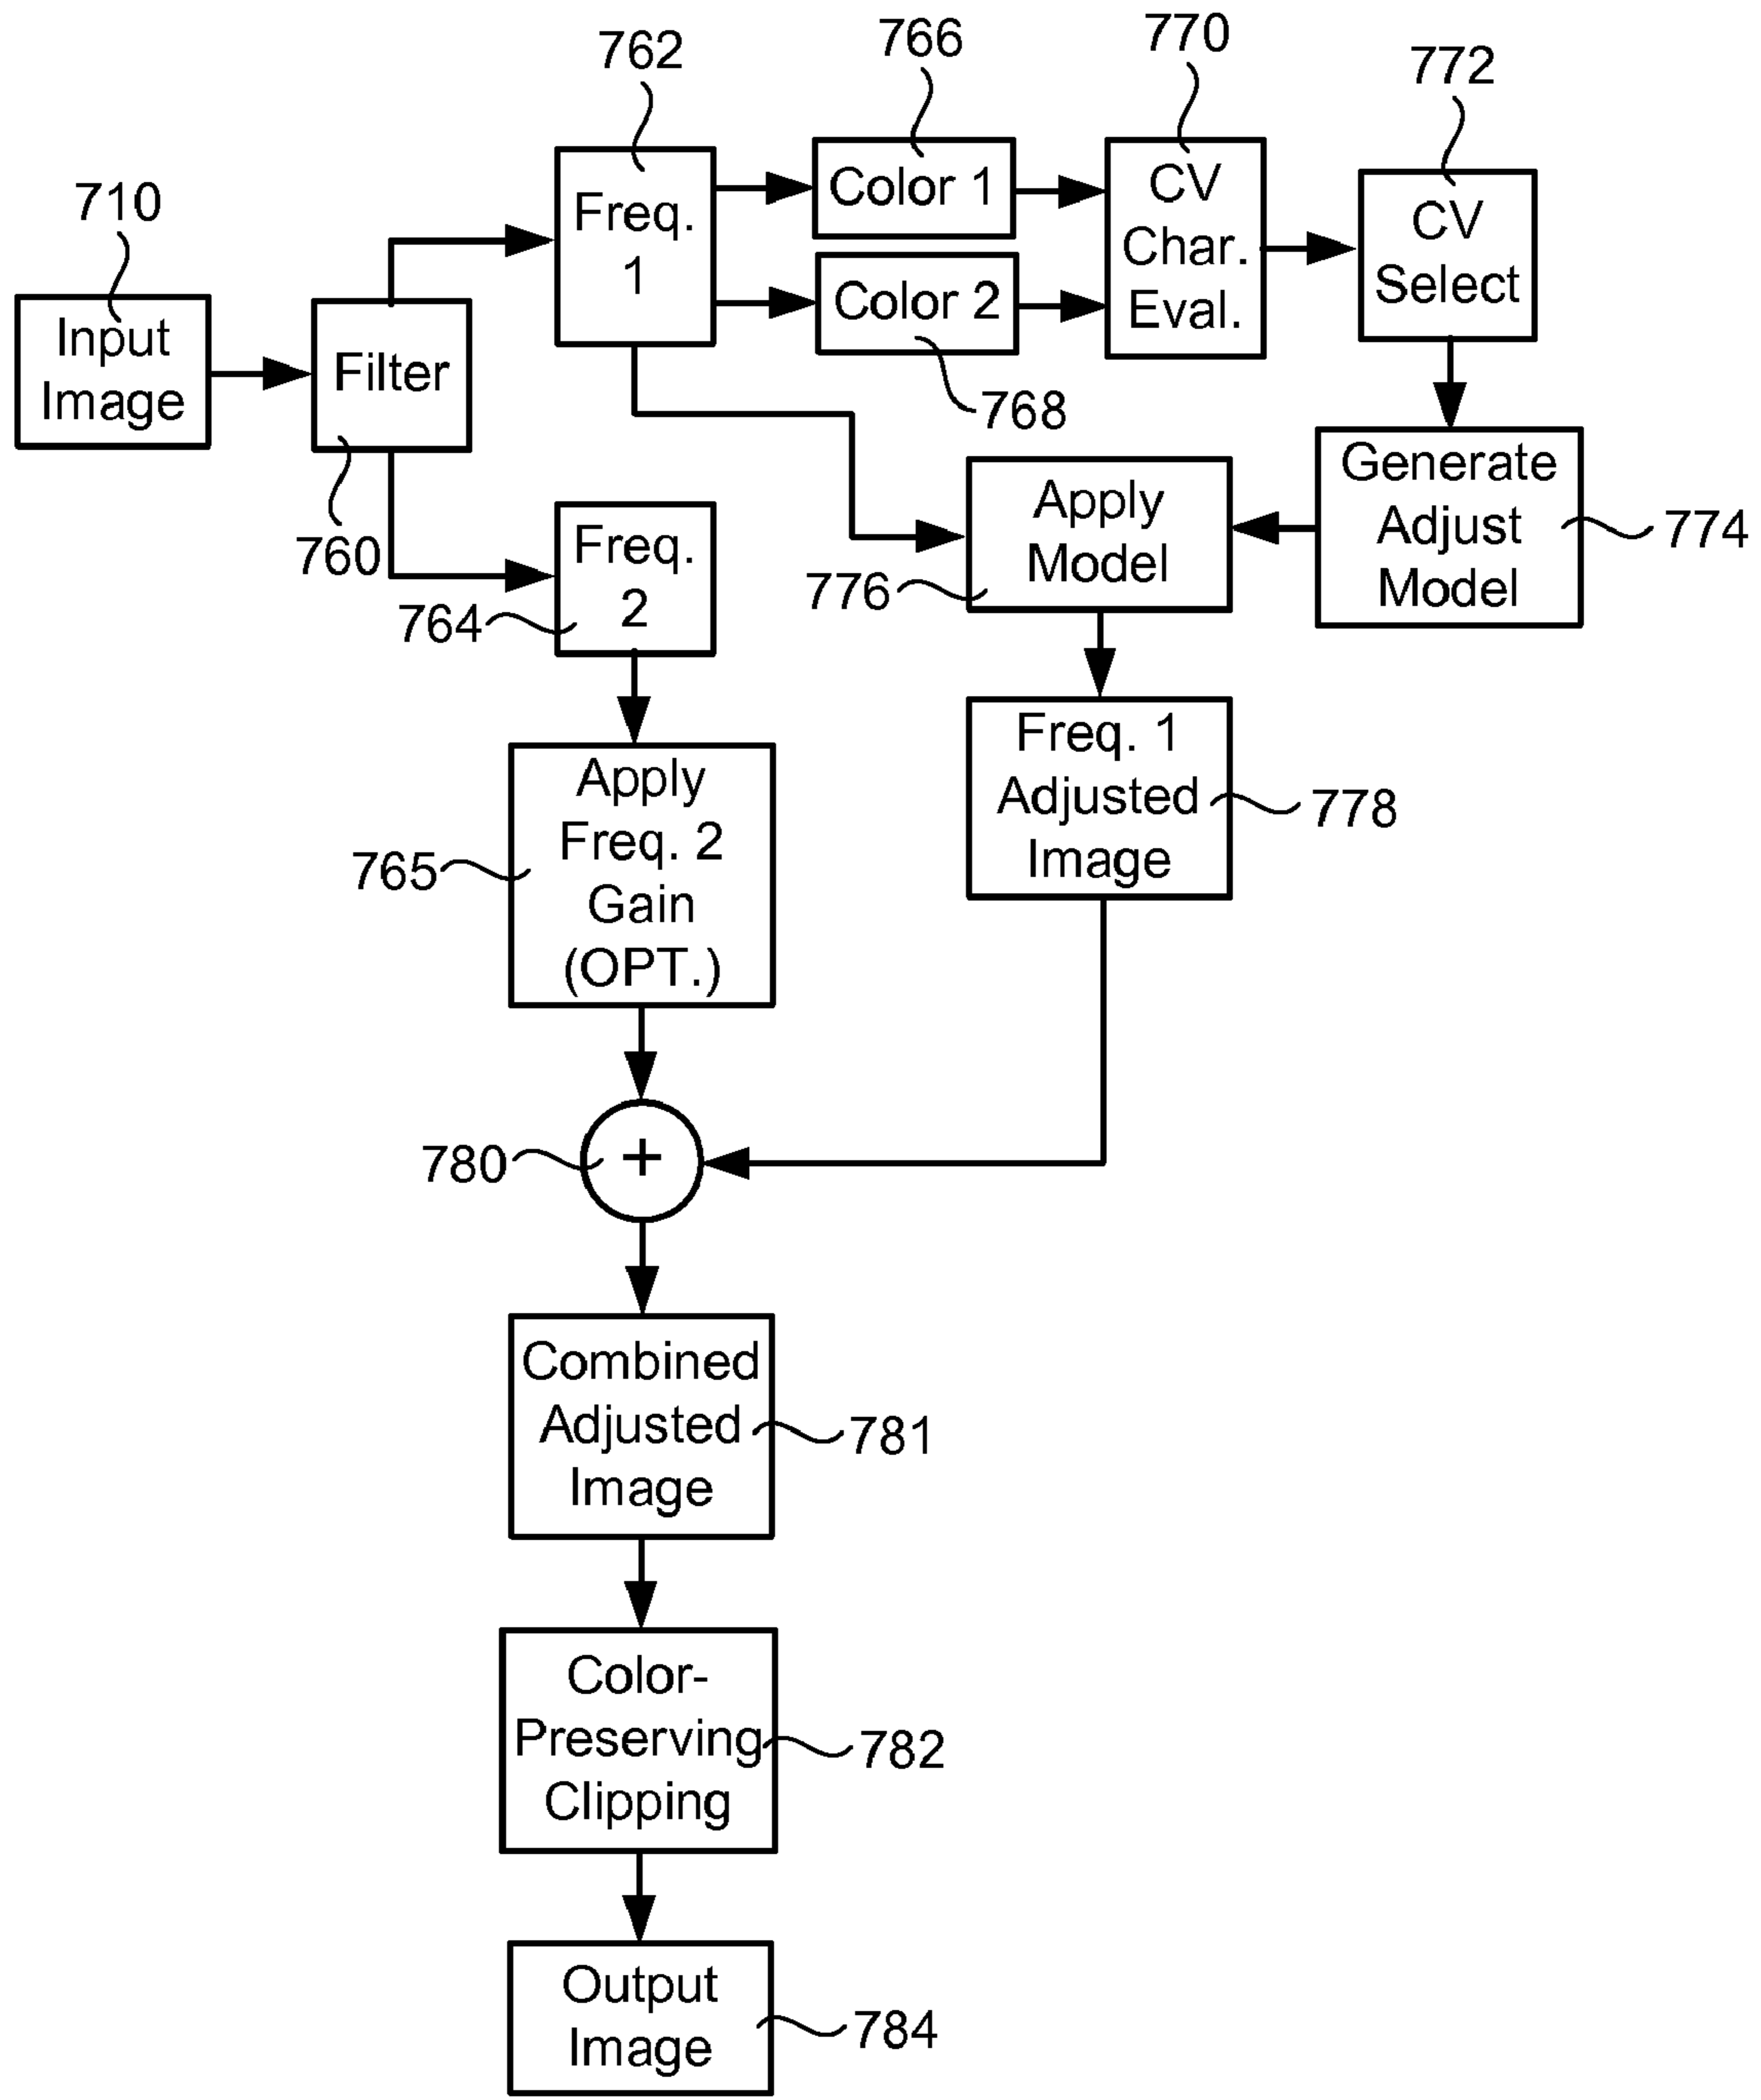 762
766
770
772
710
Freq.
1
Color 1
CV
Char.
Eval.
CV
Select
Input
Image
Filter
Color 2
768
760
Freq.
2
764
Apply
Model
776
Generate
Adjust
Model
774
Apply
Freq. 2
Gain
(OPT.)
765
Freq. 1
Adjusted
Image
778
780
+
Combined
Adjusted
Image
781
Color-
Preserving
Clipping
782
Output
Image
784